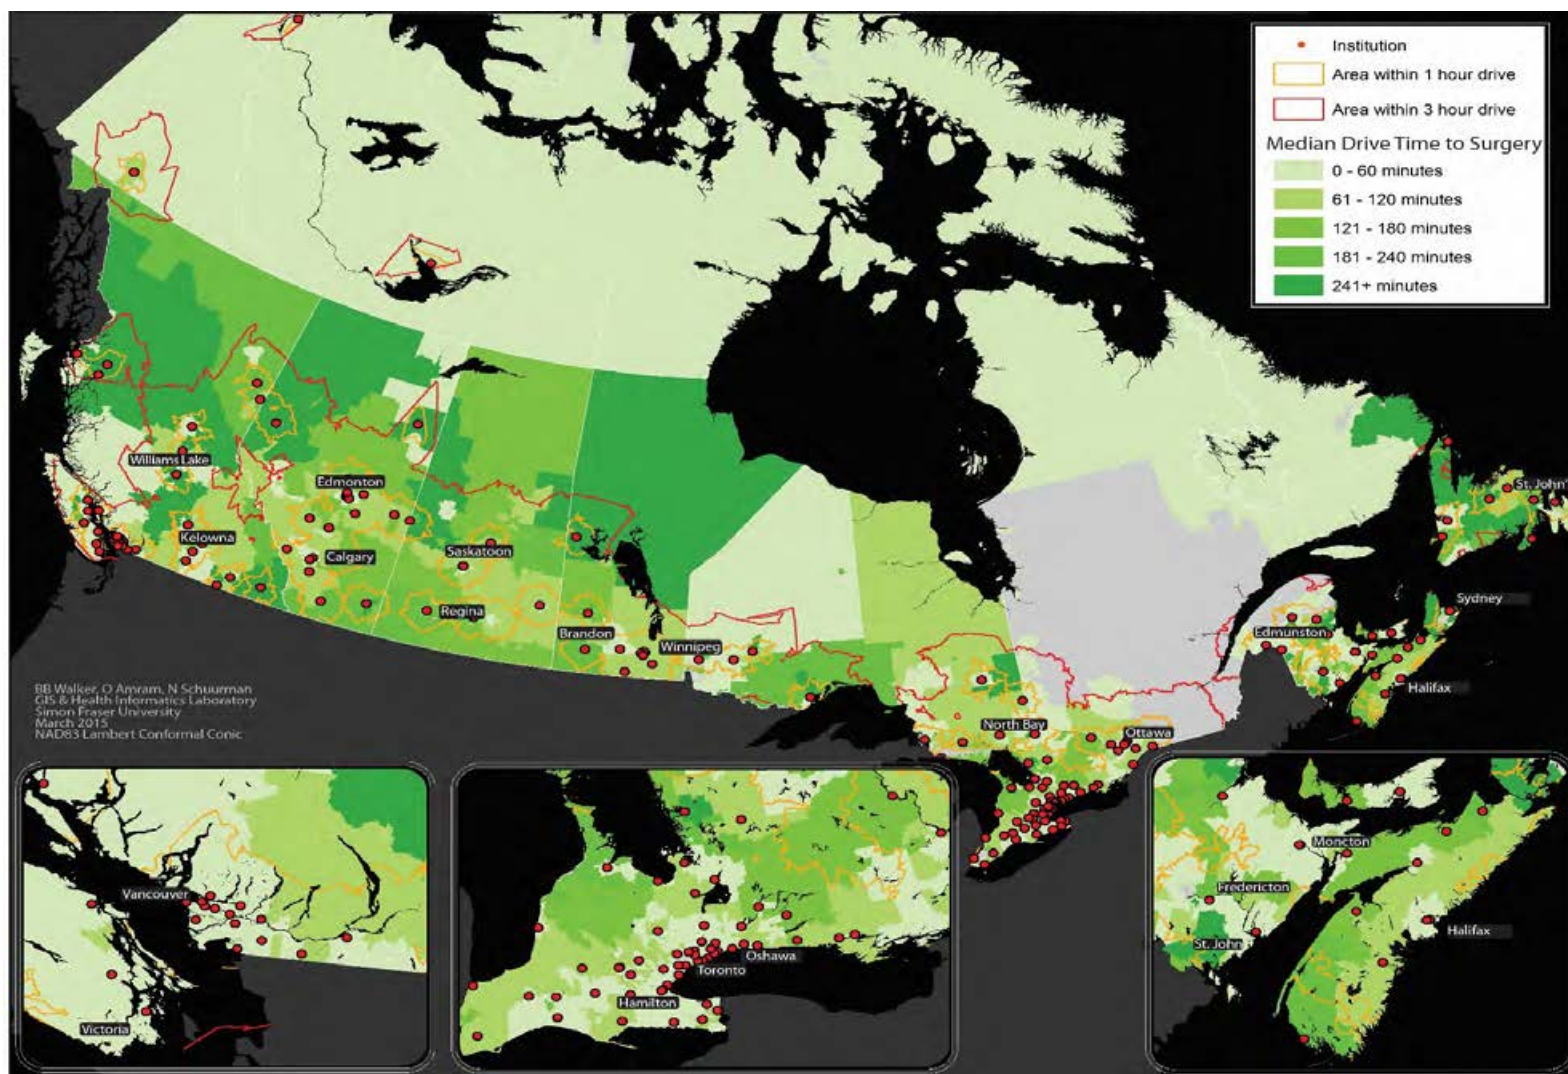 Institution
Area within 1 hour drive
Area within 3 hour drive
Median Drive Time to Surgery
0 - 60 minutes
61 - 120 minutes
121 - 180 minutes
181 - 240 minutes
241+ minutes
Williams Lake
Edmonton
St. John'
Kelowna
Calgary
Saskatoon
Regina
Brandon
Winnipeg
Sydney
Edmunston
Halifax
North Bay
Ottawa
BB Walker, O Amram, N Schuurman
GIS & Health Informatics Laboratory
Simon Fraser University
March 2015
NAD83 Lambert Conformal Conic
Vancouver
Victoria
Oshawa
Toronto
Hamilton
Moncton
Fredericton
St. John
Halifax